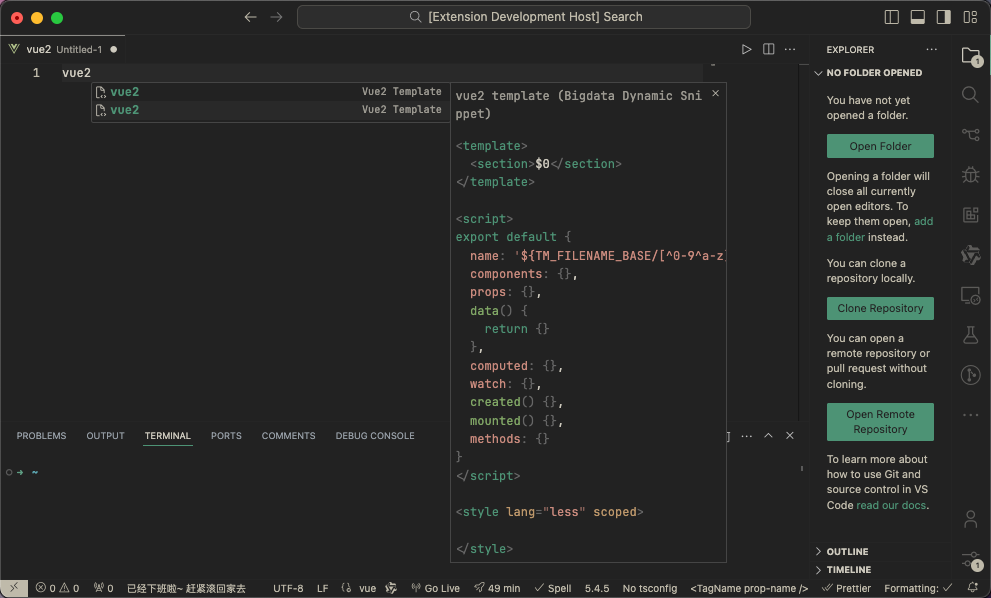 [Extension Development Host] Search
vue2 Untitled-1
1 vue2
vue2 Vue2 Template
vue2 Vue2 Template
vue2 template (Bigdata Dynamic Sni
ppet)
<template>
<section>$0</section>
</template>
<script>
export default {
name: '${TM_FILENAME_BASE/[^0-9^a-z]
components: {},
props: {},
data() {
return {}
},
computed: {},
watch: {},
created() {},
mounted() {},
methods: {}
}
</script>
<style lang="less" scoped>
</style>
PROBLEMS OUTPUT TERMINAL PORTS COMMENTS DEBUG CONSOLE
~
EXPLORER
NO FOLDER OPENED
You have not yet
opened a folder.
Open Folder
Opening a folder will
close all currently
open editors. To
keep them open, add
a folder instead.
You can clone a
repository locally.
Clone Repository
You can open a
remote repository or
pull request without
cloning.
Open Remote
Repository
To learn more about
how to use Git and
source control in VS
Code read our docs.
OUTLINE
TIMELINE
1
1
0 0 0 已经下班啦~ 赶紧滚回家去 UTF-8 LF vue Go Live 49 min Spell 5.4.5 No tsconfig <TagName prop-name /> Prettier Formatting: